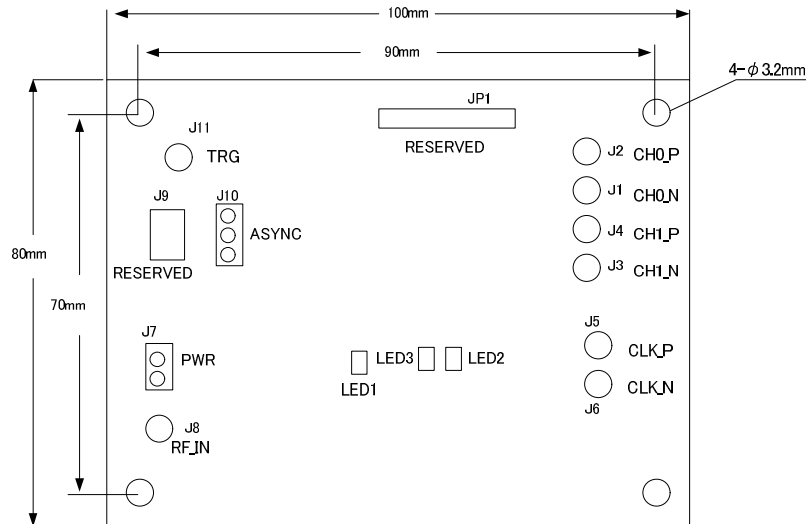 100mm
90mm
4-φ3.2mm
JP1
RESERVED
J11
TRG
J2 CH0_P
J9
J10
J1 CH0_N
ASYNC
J4 CH1_P
80mm
RESERVED
J3 CH1_N
70mm
J7
PWR
J5
CLK_P
LED3
LED2
LED1
CLK_N
J6
J8
RF_IN